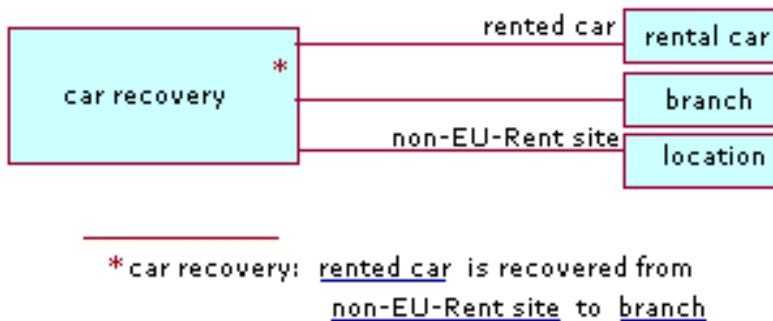 rented car
rental car
*
car recovery
branch
non-EU-Rent site
location
* car recovery: rented car is recovered from
non-EU-Rent site to branch